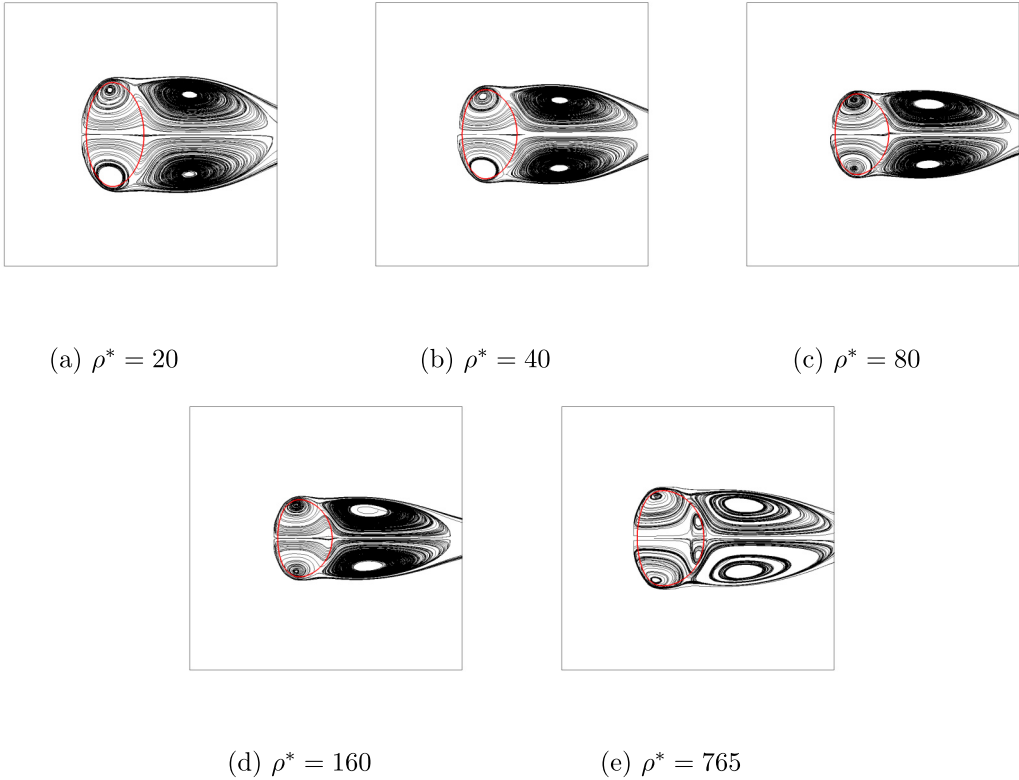 (a) ρ* = 20
(b) ρ* = 40
(c) ρ* = 80
(d) ρ* = 160
(e) ρ* = 765